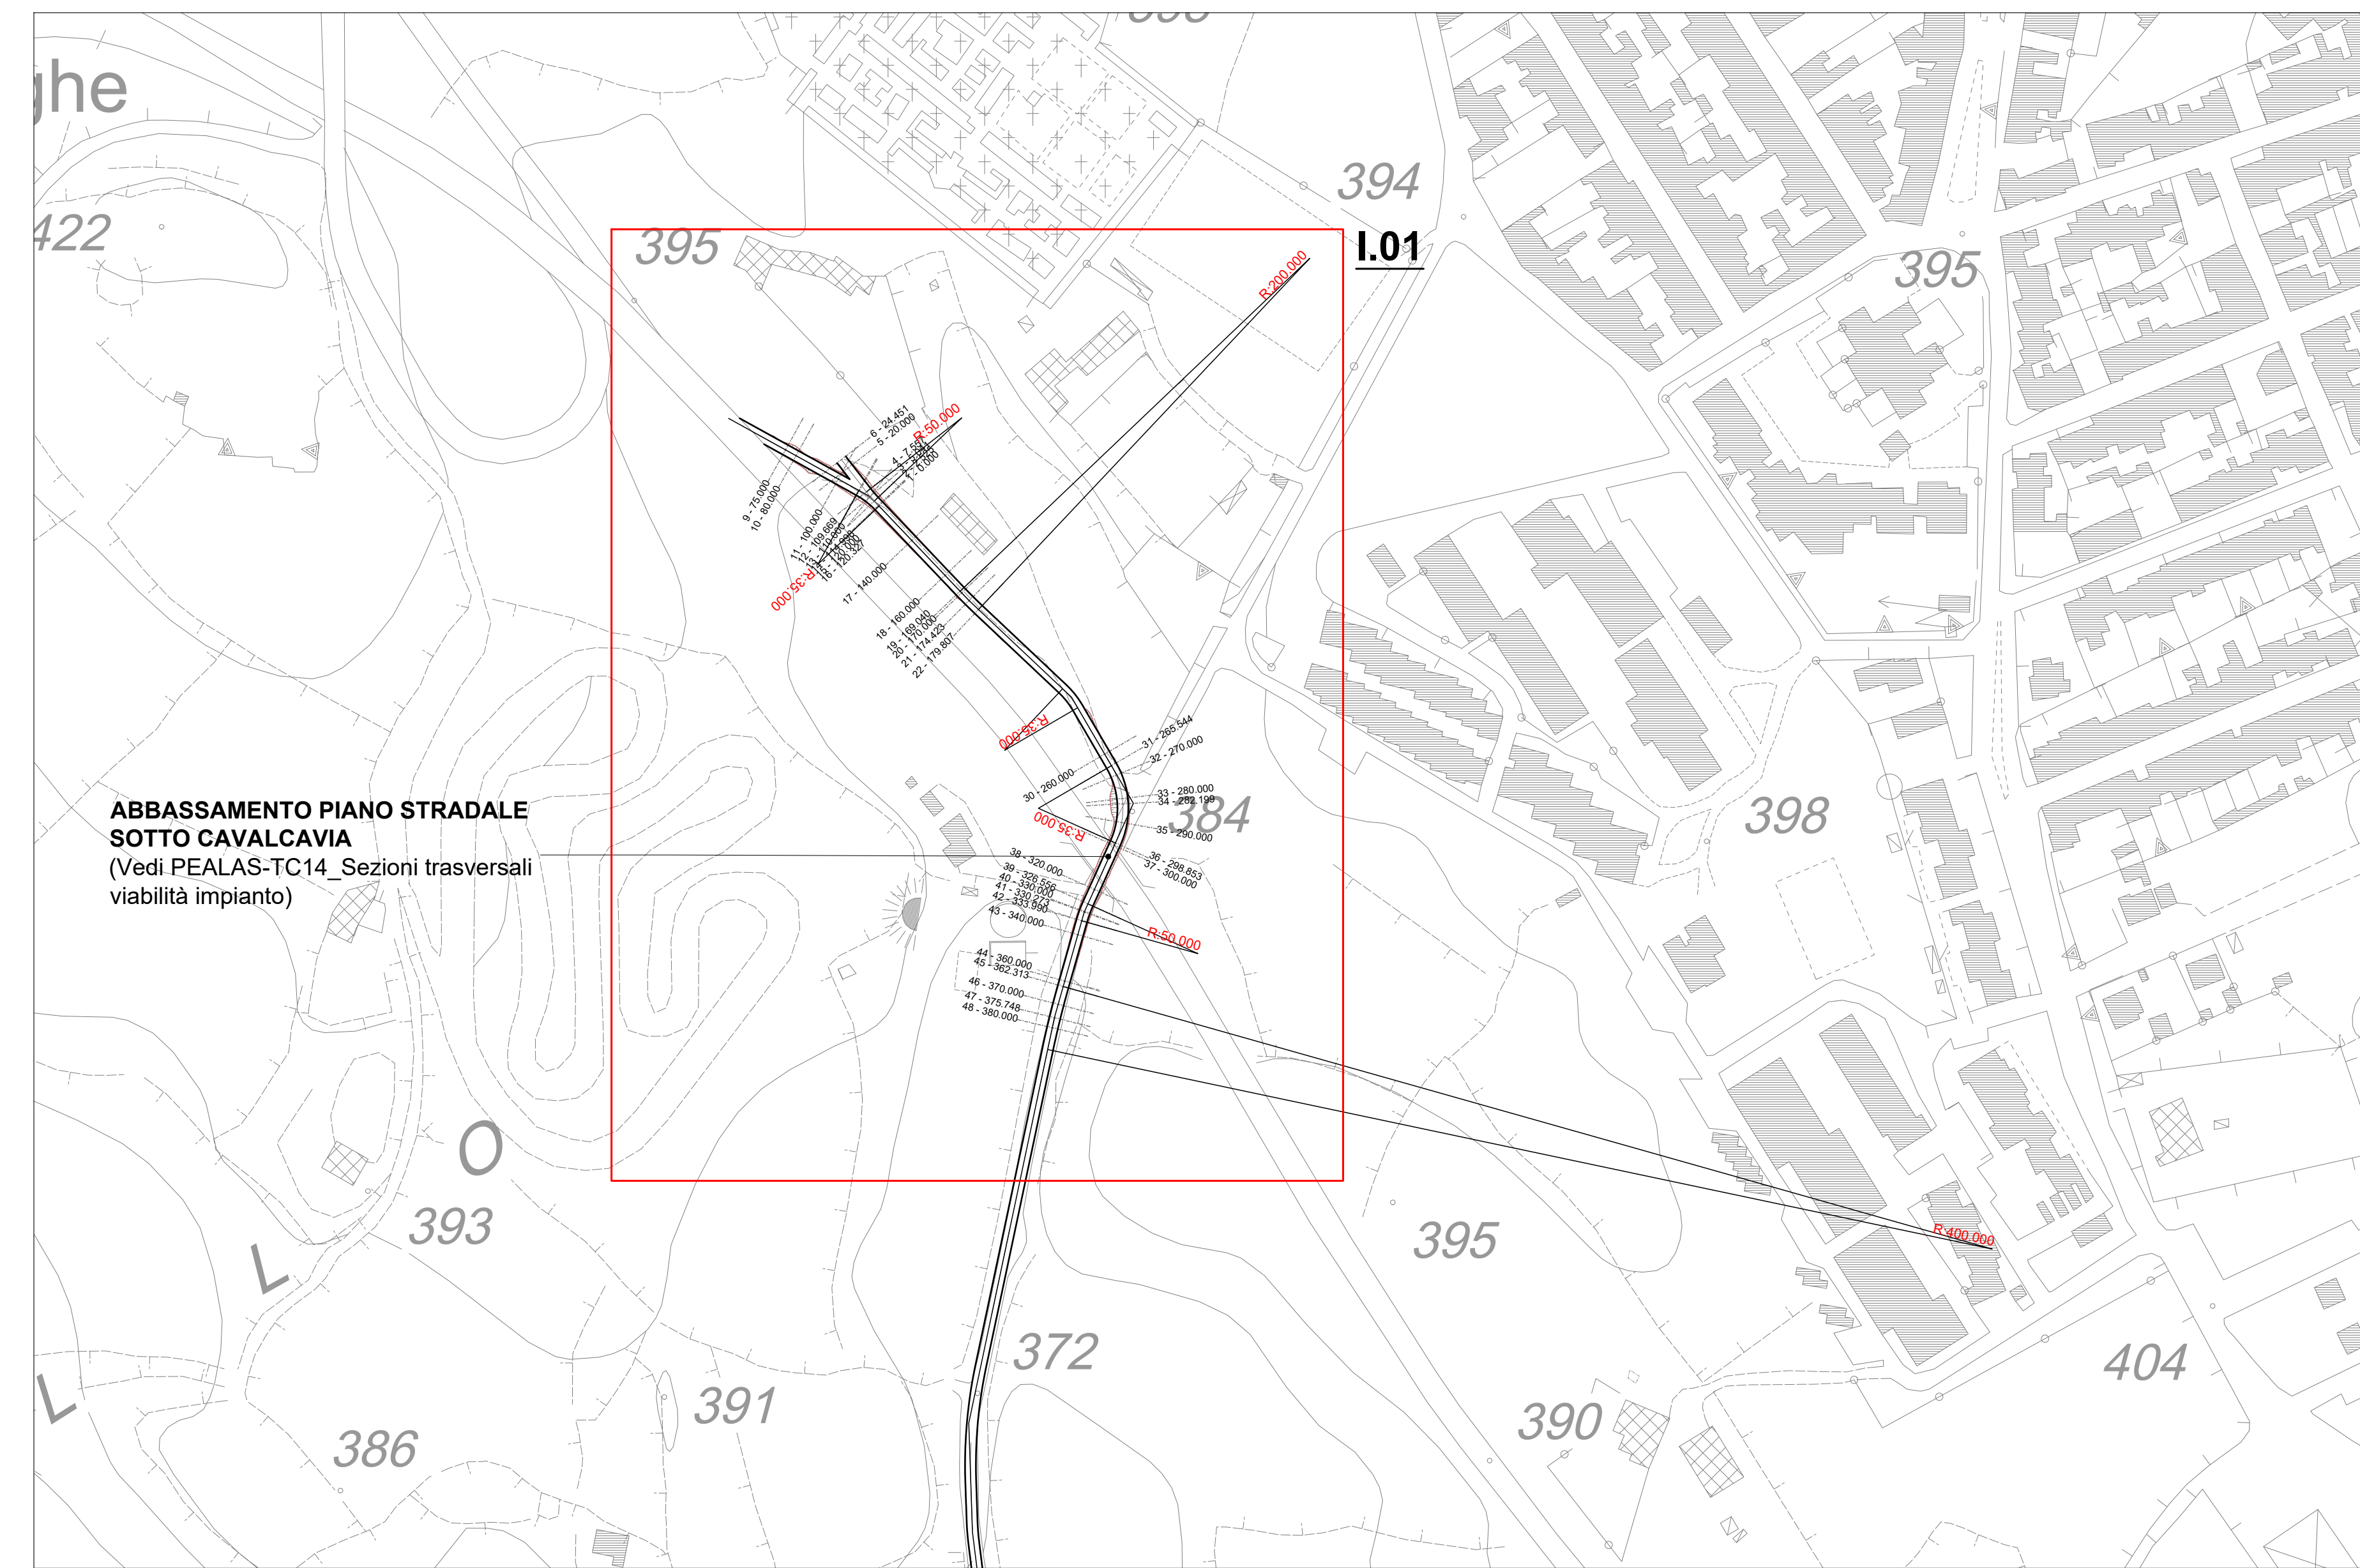 ghe
422
395
394
I.01
395
R:200.000
6 - 24.451
5 - 20.000
R:50.000
1 - 0.000
9 - 75.000
10 - 80.000
11 - 100.000
12 - 109.669
16 - 120.327
R:35.000
17 - 140.000
18 - 160.000
19 - 169.040
20 - 170.000
21 - 174.423
22 - 179.807
R:35.000
31 - 265.544
32 - 270.000
30 - 260.000
33 - 280.000
34 - 282.199
384
398
R:35.000
35 - 290.000
36 - 298.853
37 - 300.000
ABBASSAMENTO PIANO STRADALE
SOTTO CAVALCAVIA
(Vedi PEALAS-TC14_Sezioni trasversali
viabilità impianto)
38 - 320.000
39 - 326.556
40 - 330.000
41 - 330.273
42 - 333.990
43 - 340.000
R:50.000
44 - 360.000
45 - 362.313
46 - 370.000
47 - 375.748
48 - 380.000
O
393
L
395
R:400.000
372
404
L
391
390
386